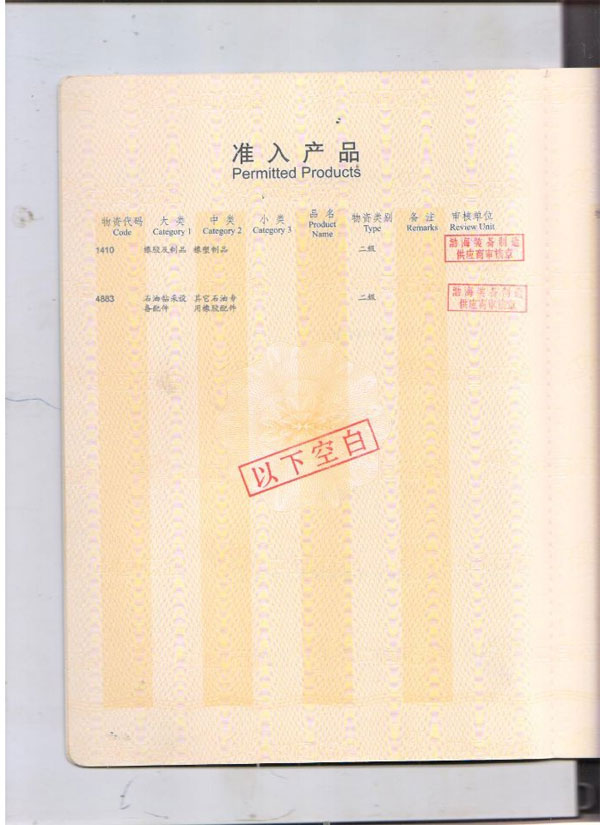 准入产品
Permitted Products
物资代码 大类 中类 小类 品名 物资类别 备注 审核单位
Code Category 1 Category 2 Category 3 Product Name Type Remarks Review Unit
1410 橡胶及制品 橡塑制品 二级
渤海装备制造
供应商审核章
4883 石油钻采设 其它石油专 二级
备配件 用橡胶配件
渤海装备制造
供应商审核章
以下空白